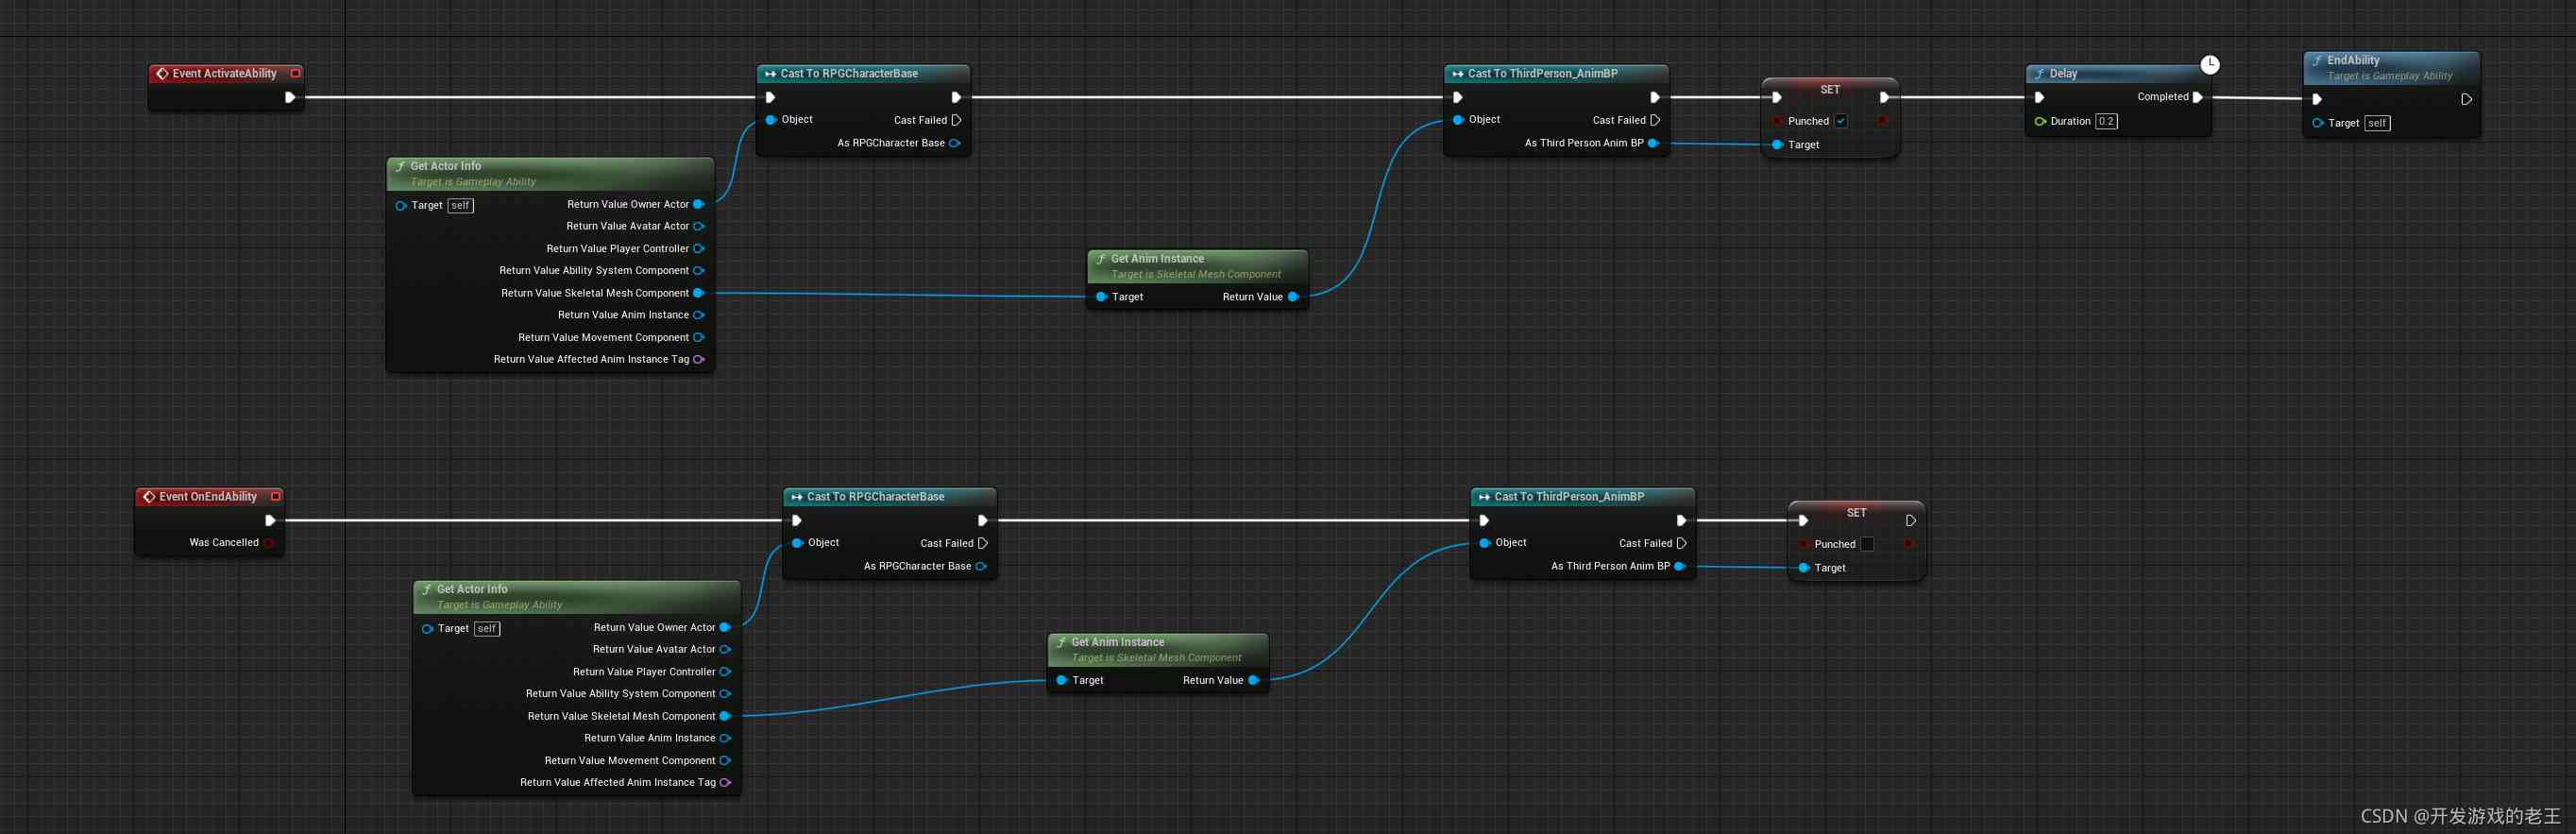 Event ActivateAbility
Cast To RPGCharacterBase
Object
Cast Failed
As RPGCharacter Base
Get Actor Info
Target is Gameplay Ability
Target self
Return Value Owner Actor
Return Value Avatar Actor
Return Value Player Controller
Return Value Ability System Component
Return Value Skeletal Mesh Component
Return Value Anim Instance
Return Value Movement Component
Return Value Affected Anim Instance Tag
Get Anim Instance
Target is Skeletal Mesh Component
Target Return Value
Cast To ThirdPerson_AnimBP
Object
Cast Failed
As Third Person Anim BP
SET
Punched
Target
Delay
Completed
Duration 0.2
EndAbility
Target is Gameplay Ability
Target self
Event OnEndAbility
Was Cancelled
Cast To RPGCharacterBase
Object
Cast Failed
As RPGCharacter Base
Get Actor Info
Target is Gameplay Ability
Target self
Return Value Owner Actor
Return Value Avatar Actor
Return Value Player Controller
Return Value Ability System Component
Return Value Skeletal Mesh Component
Return Value Anim Instance
Return Value Movement Component
Return Value Affected Anim Instance Tag
Get Anim Instance
Target is Skeletal Mesh Component
Target Return Value
Cast To ThirdPerson_AnimBP
Object
Cast Failed
As Third Person Anim BP
SET
Punched
Target
CSDN @开发游戏的老王